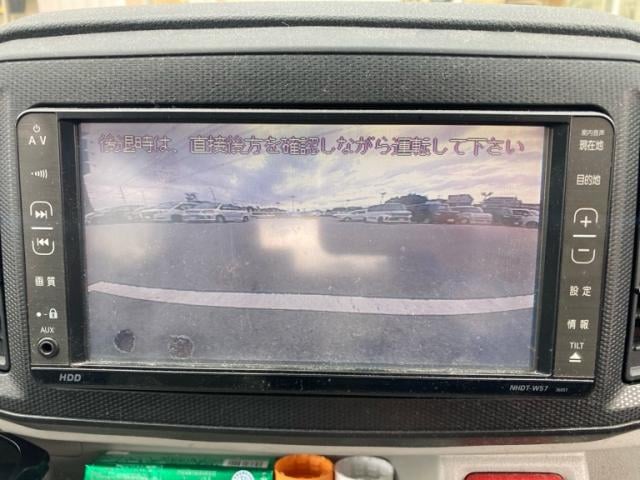 後退時は、直接後方を確認しながら運転して下さい
AV
画質
AUX
HDD
案内音声
現在地
目的地
+
−
設定
情報
TILT
NHDT-W57